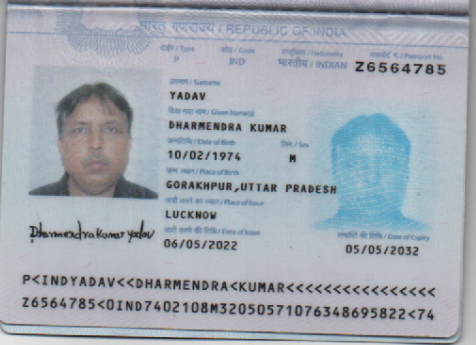 भारत गणराज्य / REPUBLIC OF INDIA
टाईप / Type कोड / Code राष्ट्रीयता / Nationality पासपोर्ट नं. / Passport No.
P IND भारतीय / INDIAN Z6564785
उपनाम / Surname
YADAV
दिया गया नाम / Given Name(s)
DHARMENDRA KUMAR
जन्मतिथि / Date of Birth लिंग / Sex
10/02/1974 M
जन्म स्थान / Place of Birth
GORAKHPUR,UTTAR PRADESH
जारी करने का स्थान / Place of Issue
LUCKNOW
जारी करने की तिथि / Date of Issue समाप्ति की तिथि / Date of Expiry
06/05/2022 05/05/2032
Dharmendra Kumar Yadav
P<INDYADAV<<DHARMENDRA<KUMAR<<<<<<<<<<<<<<<<
Z6564785<0IND7402108M32050571076348695822<74